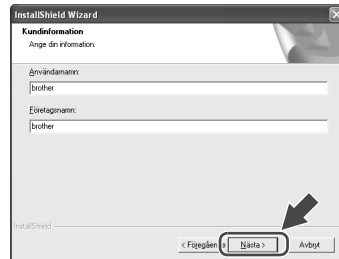 InstallShield Wizard
Kundinformation
Ange din information.
Användarnamn:
brother
Företagsnamn:
brother
InstallShield
< Föregående Nästa > Avbryt